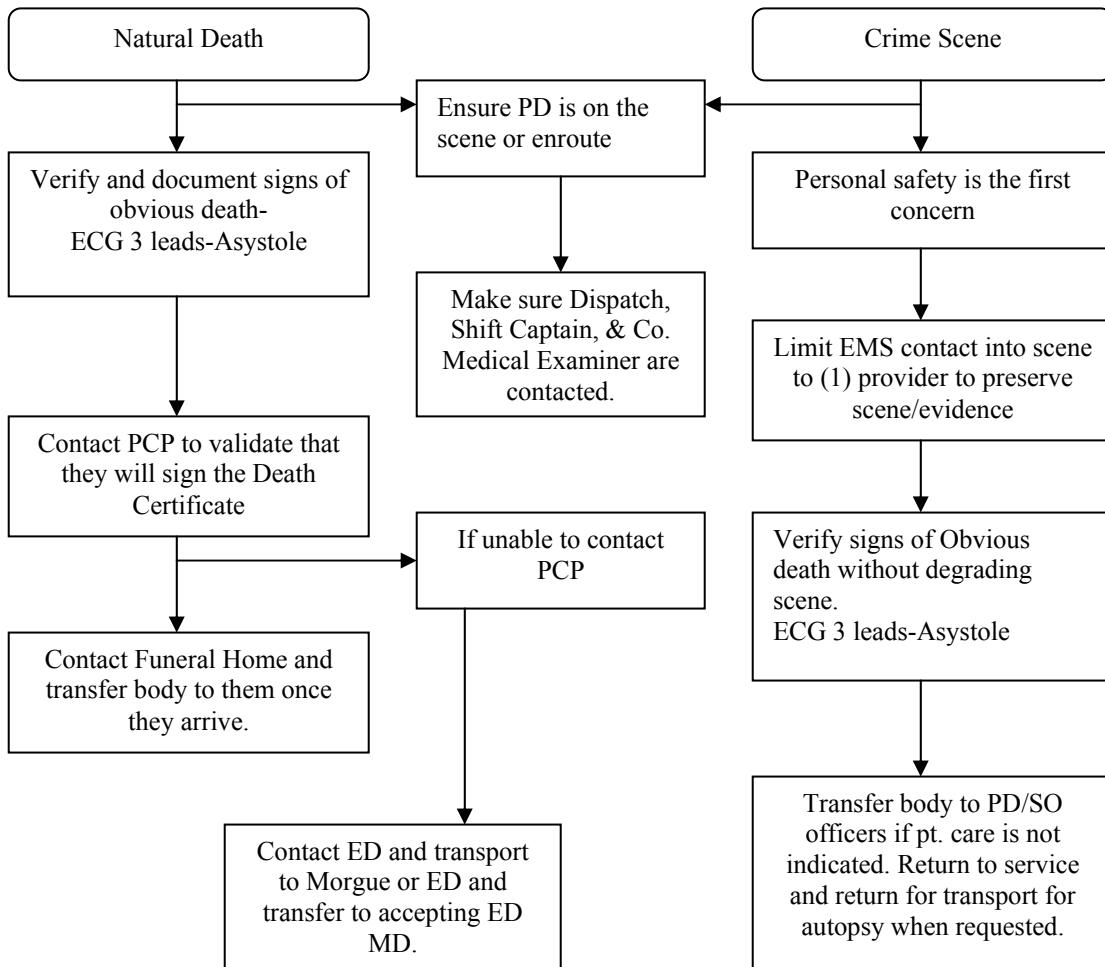 Natural Death
Crime Scene
Ensure PD is on the
scene or enroute
Verify and document signs of
obvious death-
ECG 3 leads-Asystole
Personal safety is the first
concern
Make sure Dispatch,
Shift Captain, & Co.
Medical Examiner are
contacted.
Limit EMS contact into scene
to (1) provider to preserve
scene/evidence
Contact PCP to validate that
they will sign the Death
Certificate
If unable to contact
PCP
Verify signs of Obvious
death without degrading
scene.
ECG 3 leads-Asystole
Contact Funeral Home and
transfer body to them once
they arrive.
Contact ED and transport
to Morgue or ED and
transfer to accepting ED
MD.
Transfer body to PD/SO
officers if pt. care is not
indicated. Return to service
and return for transport for
autopsy when requested.